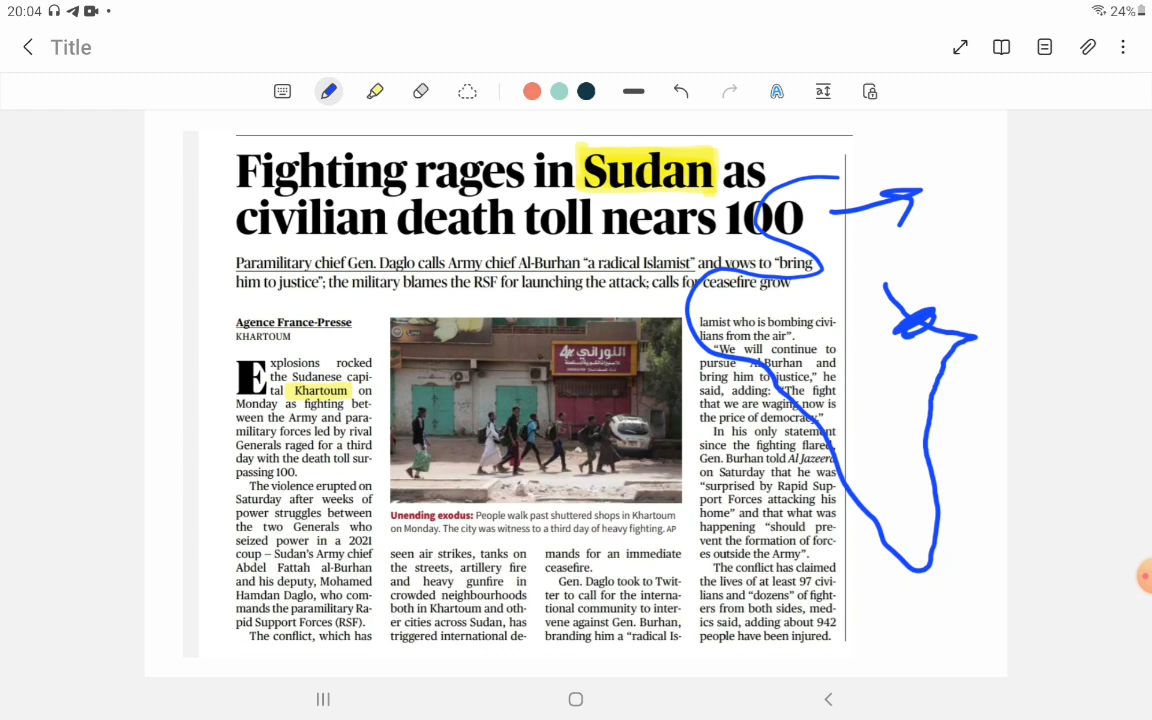 20:04
24%
Title
Fighting rages in Sudan as
civilian death toll nears 100
Paramilitary chief Gen. Daglo calls Army chief Al-Burhan “a radical Islamist” and vows to “bring
him to justice”; the military blames the RSF for launching the attack; calls for ceasefire grow
Agence France-Presse
KHARTOUM
Explosions rocked
the Sudanese capi-
tal Khartoum on
Monday as fighting bet-
ween the Army and para-
military forces led by rival
Generals raged for a third
day with the death toll sur-
passing 100.
The violence erupted on
Saturday after weeks of
power struggles between
the two Generals who
seized power in a 2021
coup – Sudan’s Army chief
Abdel Fattah al-Burhan
and his deputy, Mohamed
Hamdan Daglo, who com-
mands the paramilitary Ra-
pid Support Forces (RSF).
The conflict, which has
النوراني
Unending exodus: People walk past shuttered shops in Khartoum
on Monday. The city was witness to a third day of heavy fighting. AP
seen air strikes, tanks on
the streets, artillery fire
and heavy gunfire in
crowded neighbourhoods
both in Khartoum and oth-
er cities across Sudan, has
triggered international de-
mands for an immediate
ceasefire.
Gen. Daglo took to Twit-
ter to call for the interna-
tional community to inter-
vene against Gen. Burhan,
branding him a “radical Is-
lamist who is bombing civi-
lians from the air”.
“We will continue to
pursue Al-Burhan and
bring him to justice,” he
said, adding: “The fight
that we are waging now is
the price of democracy.”
In his only statement
since the fighting flared,
Gen. Burhan told Al Jazeera
on Saturday that he was
“surprised by Rapid Sup-
port Forces attacking his
home” and that what was
happening “should pre-
vent the formation of forc-
es outside the Army”.
The conflict has claimed
the lives of at least 97 civi-
lians and “dozens” of fight-
ers from both sides, med-
ics said, adding about 942
people have been injured.